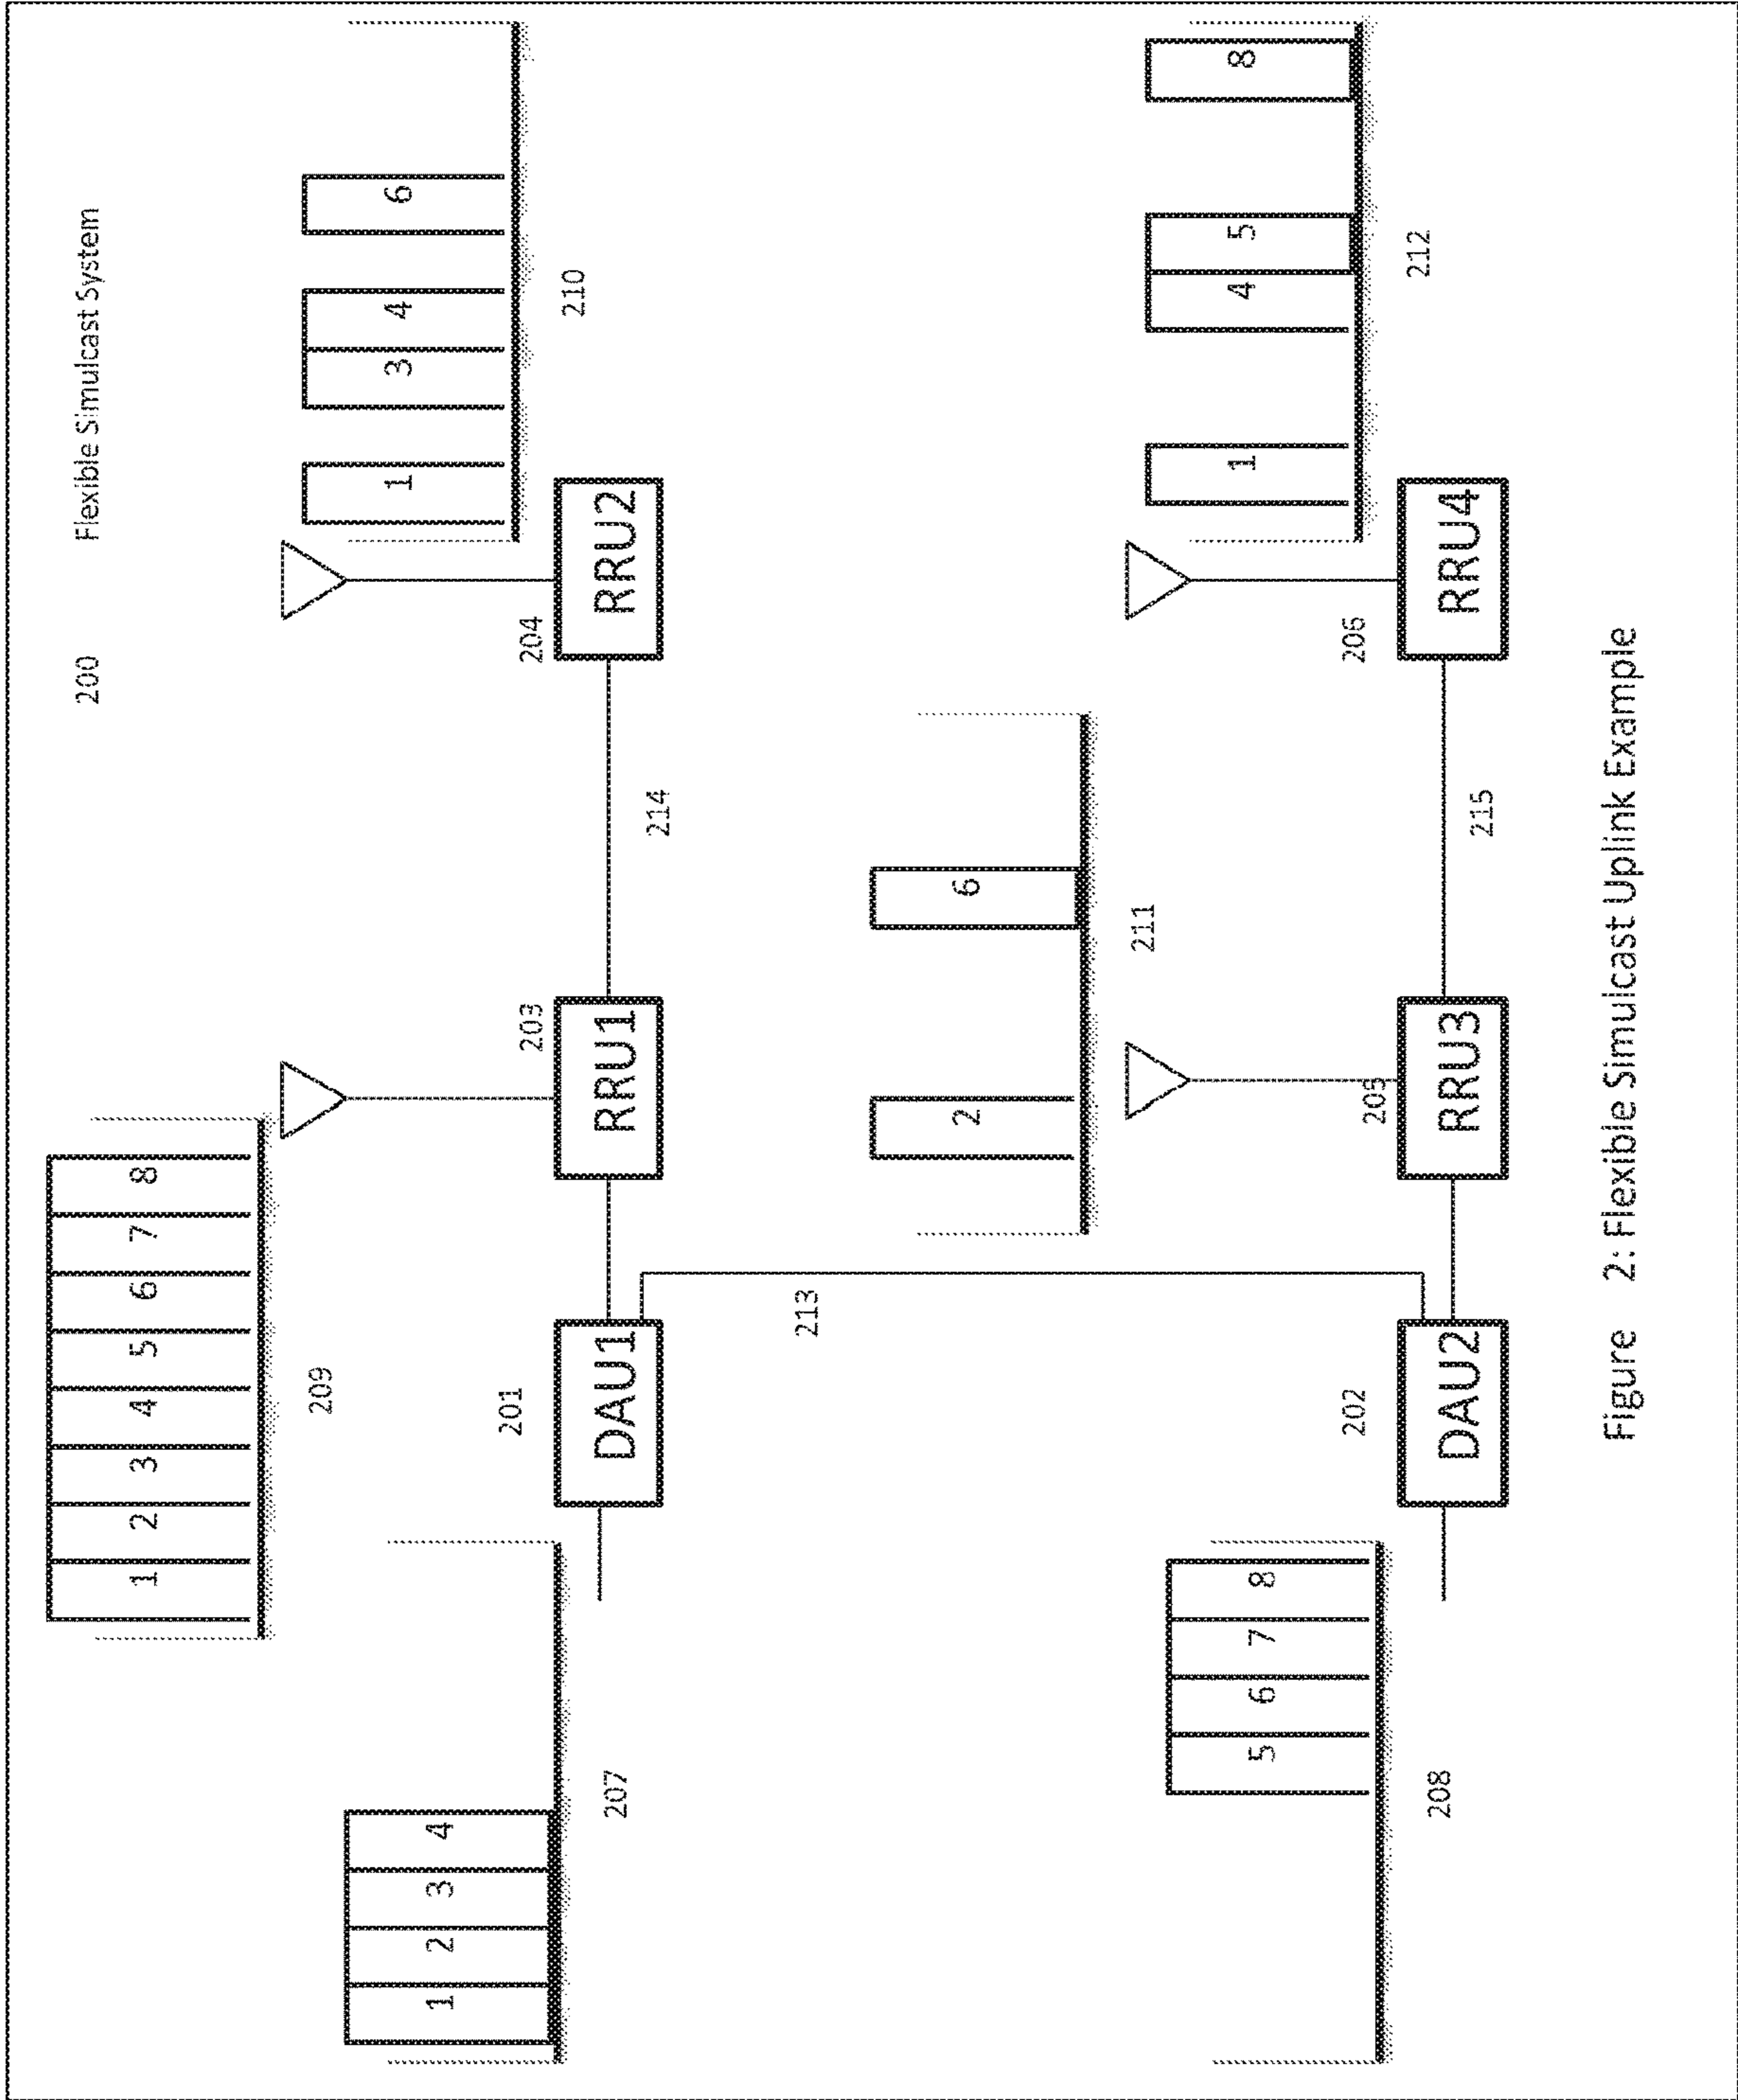 200 Flexible Simulcast System
1 2 3 4 5 6 7 8
209
1 2 3 4
1 3 4 6
201
203
204
210
207
DAU1
RRU1
RRU2
214
213
2 6
211
5 6 7 8
1 4 5 8
202
205
206
212
208
DAU2
RRU3
RRU4
215
Figure 2: Flexible Simulcast Uplink Example